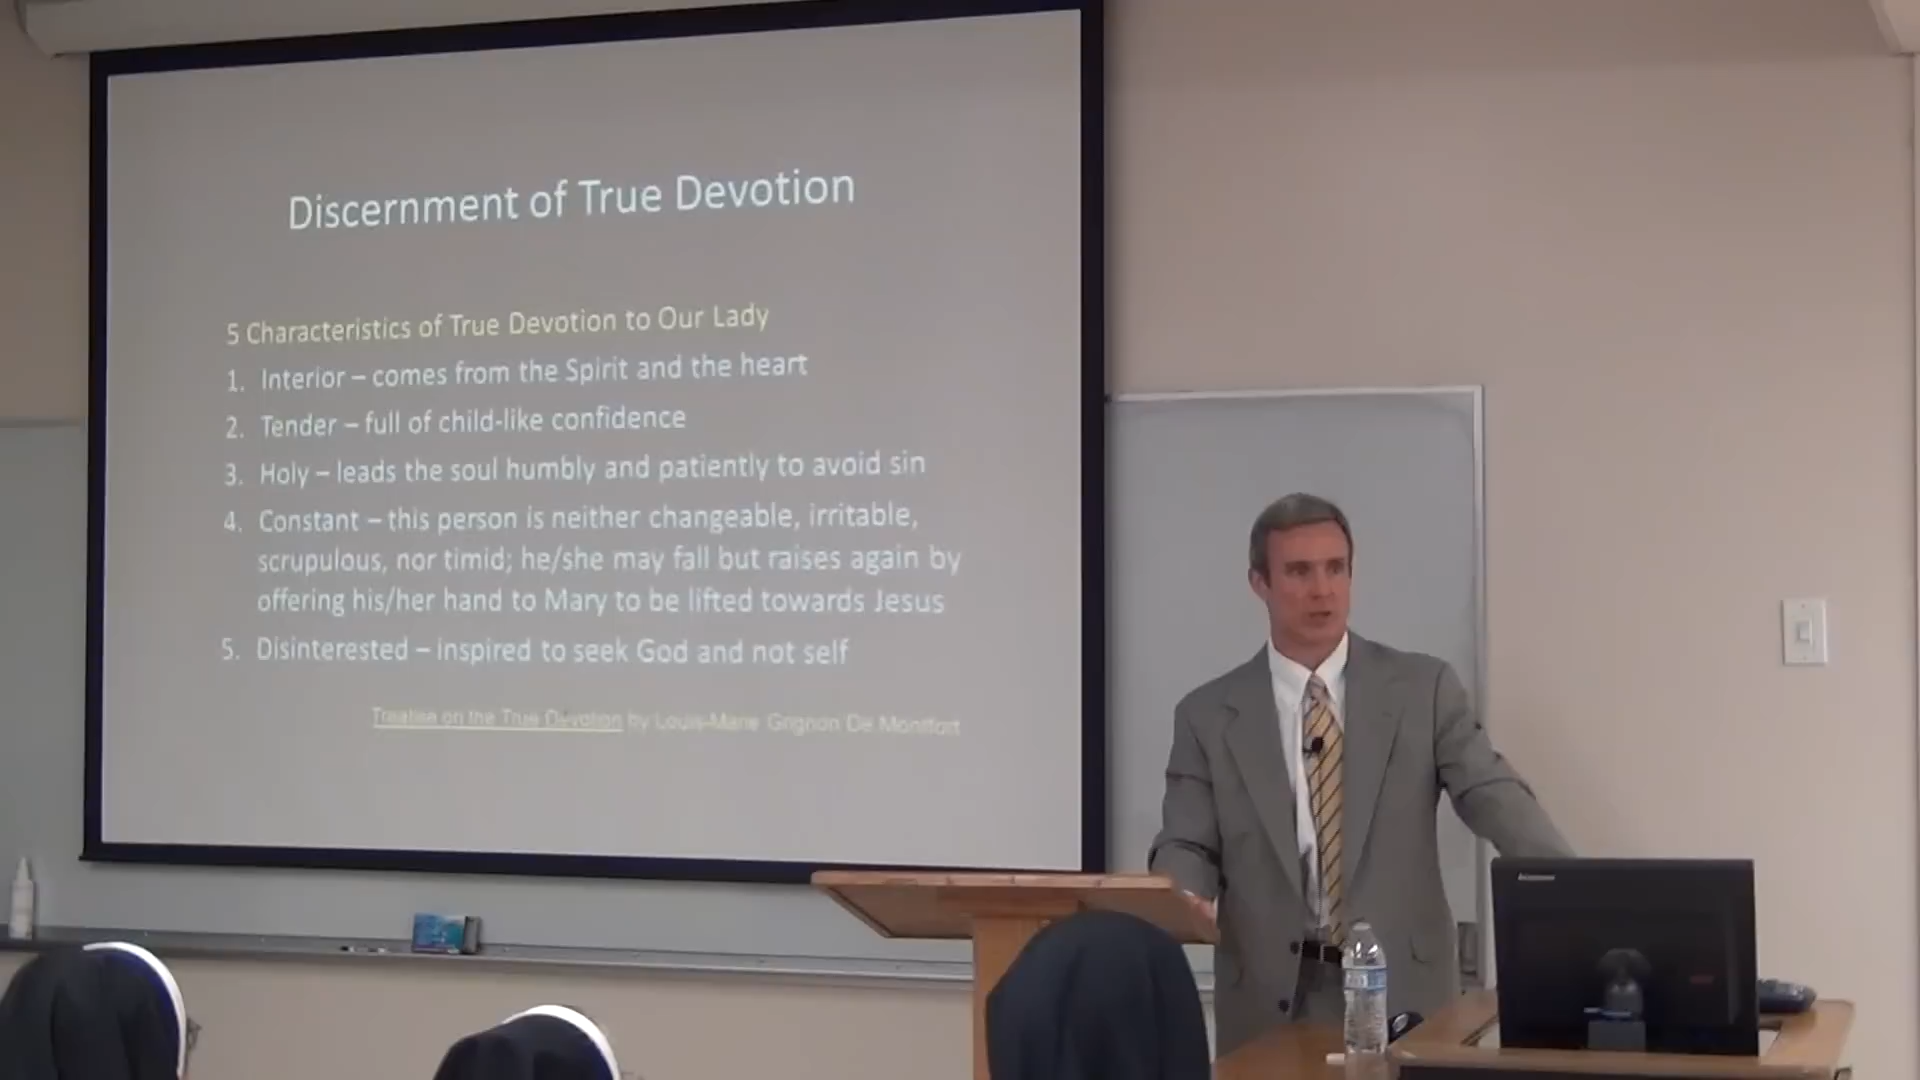 Discernment of True Devotion
5 Characteristics of True Devotion to Our Lady
1. Interior – comes from the Spirit and the heart
2. Tender – full of child-like confidence
3. Holy – leads the soul humbly and patiently to avoid sin
4. Constant – this person is neither changeable, irritable,
scrupulous, nor timid; he/she may fall but raises again by
offering his/her hand to Mary to be lifted towards Jesus
5. Disinterested – inspired to seek God and not self
Treatise on the True Devotion by Louis-Marie Grignon De Montfort
lenovo